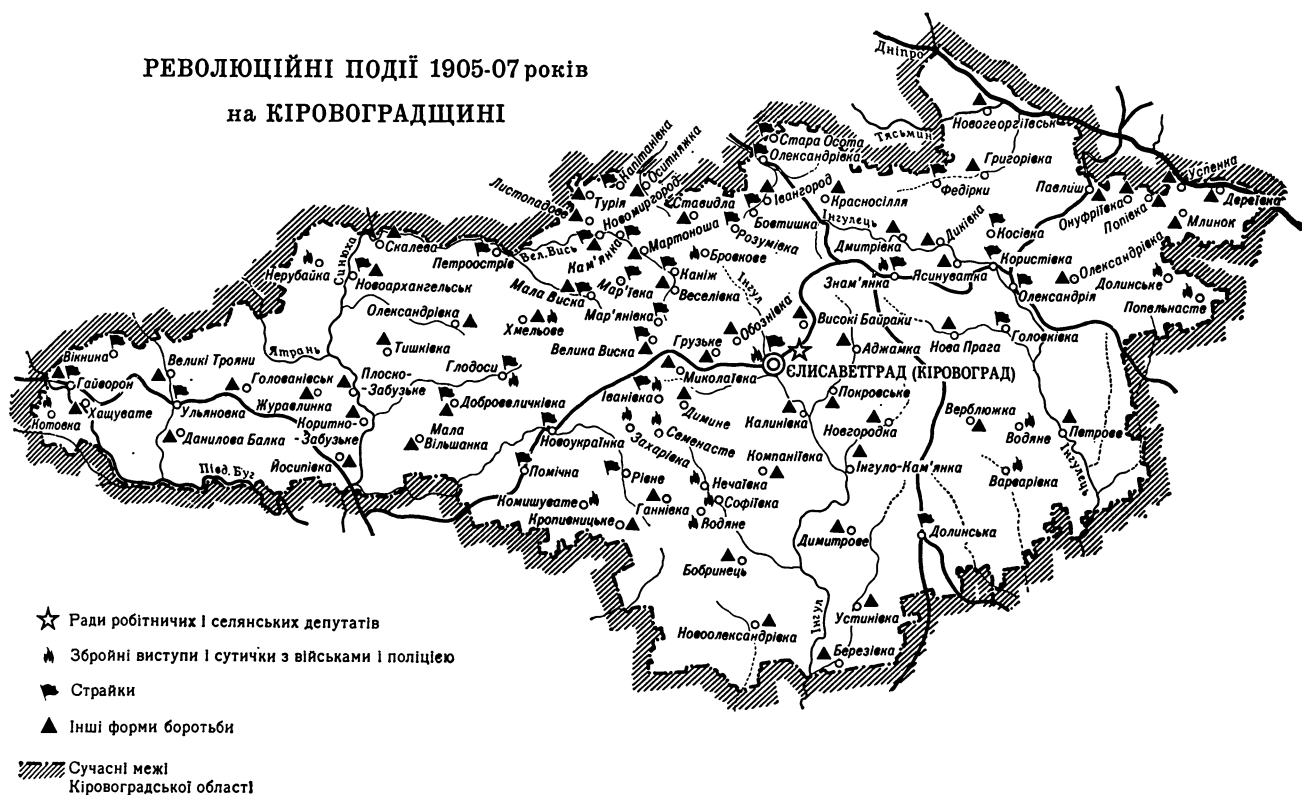 РЕВОЛЮЦІЙНІ ПОДІЇ 1905-07 років
на КІРОВОГРАДЩИНІ
Дніпро
Тясьмин
Новогеоргіївськ
Стара Осота
Олександрівка
Григорівка
Федірки
Павлиш
Успенка
Деріївка
Онуфріївка
Попівка
Млинок
Капітанівка
Оситняжка
Листопадове
Турія
Новомиргород
Ставидла
Івангород
Красносілля
Бовтишка
Розумівка
Інгулець
Дмитрівка
Диківка
Косівка
Скалева
Петроострів
Вел.Вись
Кам'янка
Мартоноша
Бровкове
Нерубайка
Синюха
Новоархангельськ
Мала Виска
Мар'ївка
Каніж
Веселівка
Інгул
Знам'янка
Ясинуватка
Користівка
Олександрія
Олександрівка
Долинське
Попельнасте
Олександрівка
Хмельове
Мар'янівка
Обознівка
Високі Байраки
Головківка
Вікнина
Великі Трояни
Ятрань
Тишківка
Глодоси
Велика Виска
Грузьке
Аджамка
Нова Прага
ЄЛИСАВЕТГРАД (КІРОВОГРАД)
Гайворон
Голованівськ
Плоско-
-Забузьке
Миколаївка
Хащувате
Ульяновка
Журавлинка
Добровеличківка
Іванівка
Димине
Покровське
Котовка
Коритно-
-Забузьке
Мала
Вільшанка
Новоукраїнка
Захарівка
Семенасте
Калинівка
Новгородка
Верблюжка
Водяне
Петрове
Данилова Балка
Йосипівка
Півд.Буг
Помічна
Рівне
Компаніївка
Інгуло-Кам'янка
Варварівка
Інгулець
Нечаївка
Комишувате
Ганнівка
Софіївка
Кропивницьке
Водяне
Димитрове
Долинська
Бобринець
Новоолександрівка
Інгул
Устинівка
Березівка
Ради робітничих і селянських депутатів
Збройні виступи і сутички з військами і поліцією
Страйки
Інші форми боротьби
Сучасні межі
Кіровоградської області